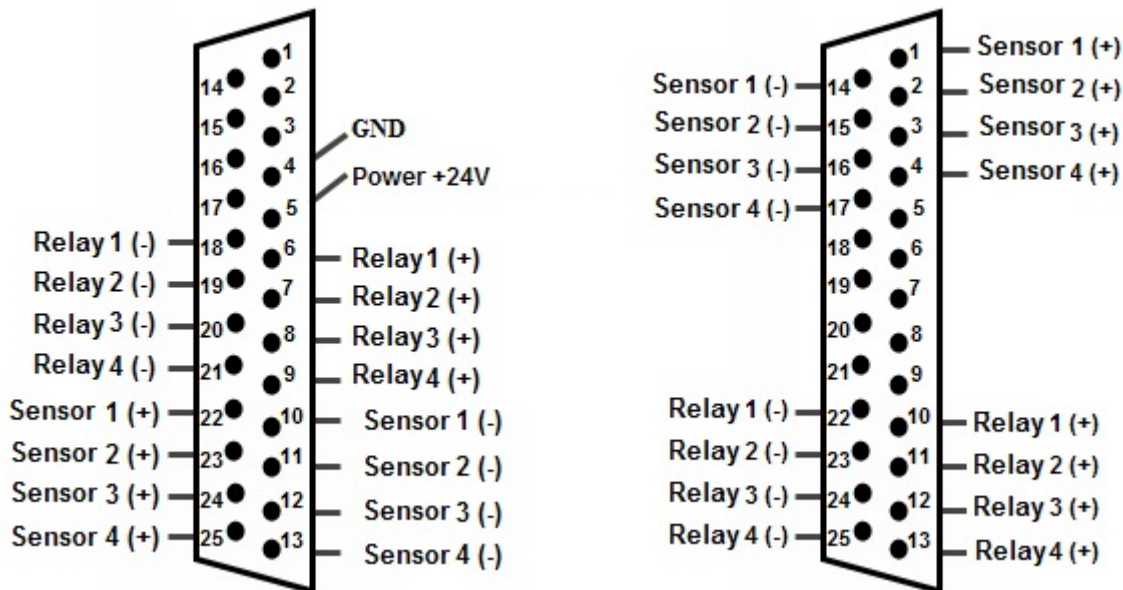 1
14
2
15
3
GND
16
4
Power +24V
17
5
Relay 1 (-)
18
6
Relay 1 (+)
Relay 2 (-)
19
7
Relay 2 (+)
Relay 3 (-)
20
8
Relay 3 (+)
Relay 4 (-)
21
9
Relay 4 (+)
Sensor 1 (+)
22
10
Sensor 1 (-)
Sensor 2 (+)
23
11
Sensor 2 (-)
Sensor 3 (+)
24
12
Sensor 3 (-)
Sensor 4 (+)
25
13
Sensor 4 (-)
1
Sensor 1 (+)
Sensor 1 (-)
14
2
Sensor 2 (+)
Sensor 2 (-)
15
3
Sensor 3 (+)
Sensor 3 (-)
16
4
Sensor 4 (+)
Sensor 4 (-)
17
5
18
6
19
7
20
8
21
9
Relay 1 (-)
22
10
Relay 1 (+)
Relay 2 (-)
23
11
Relay 2 (+)
Relay 3 (-)
24
12
Relay 3 (+)
Relay 4 (-)
25
13
Relay 4 (+)